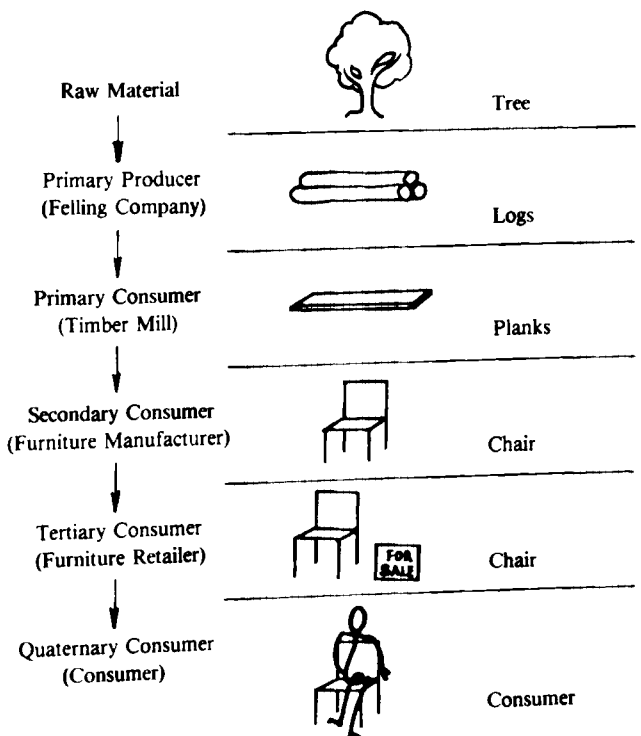 Raw Material
Tree
Primary Producer
(Felling Company)
Logs
Primary Consumer
(Timber Mill)
Planks
Secondary Consumer
(Furniture Manufacturer)
Chair
Tertiary Consumer
(Furniture Retailer)
FOR
SALE
Chair
Quaternary Consumer
(Consumer)
Consumer